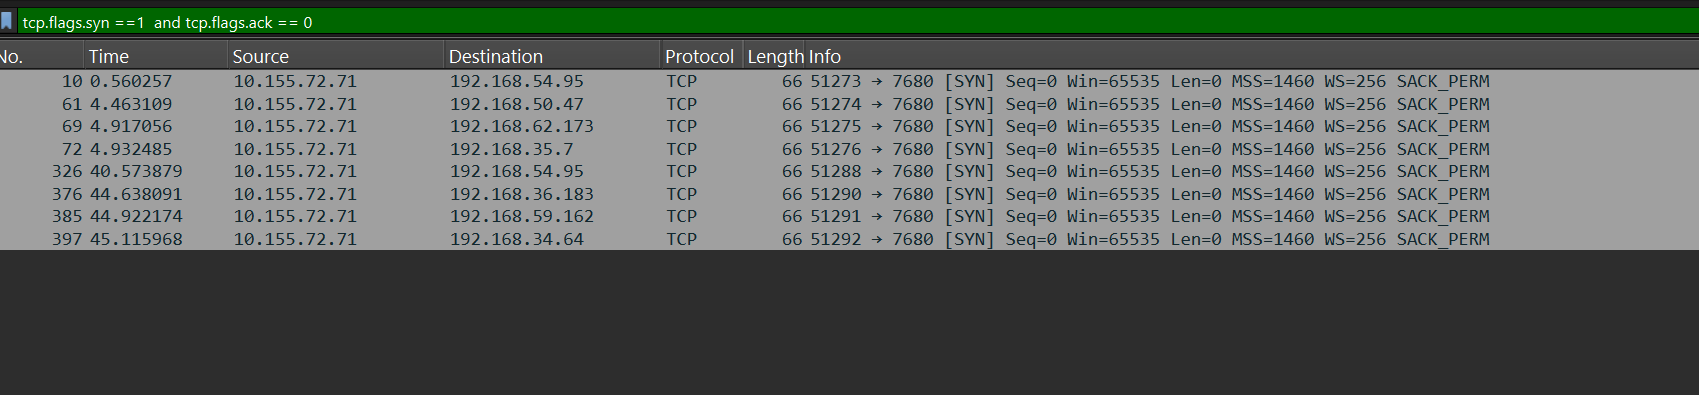 tcp.flags.syn ==1  and tcp.flags.ack == 0
No. Time Source Destination Protocol Length Info
10 0.560257 10.155.72.71 192.168.54.95 TCP 66 51273 → 7680 [SYN] Seq=0 Win=65535 Len=0 MSS=1460 WS=256 SACK_PERM
61 4.463109 10.155.72.71 192.168.50.47 TCP 66 51274 → 7680 [SYN] Seq=0 Win=65535 Len=0 MSS=1460 WS=256 SACK_PERM
69 4.917056 10.155.72.71 192.168.62.173 TCP 66 51275 → 7680 [SYN] Seq=0 Win=65535 Len=0 MSS=1460 WS=256 SACK_PERM
72 4.932485 10.155.72.71 192.168.35.7 TCP 66 51276 → 7680 [SYN] Seq=0 Win=65535 Len=0 MSS=1460 WS=256 SACK_PERM
326 40.573879 10.155.72.71 192.168.54.95 TCP 66 51288 → 7680 [SYN] Seq=0 Win=65535 Len=0 MSS=1460 WS=256 SACK_PERM
376 44.638091 10.155.72.71 192.168.36.183 TCP 66 51290 → 7680 [SYN] Seq=0 Win=65535 Len=0 MSS=1460 WS=256 SACK_PERM
385 44.922174 10.155.72.71 192.168.59.162 TCP 66 51291 → 7680 [SYN] Seq=0 Win=65535 Len=0 MSS=1460 WS=256 SACK_PERM
397 45.115968 10.155.72.71 192.168.34.64 TCP 66 51292 → 7680 [SYN] Seq=0 Win=65535 Len=0 MSS=1460 WS=256 SACK_PERM